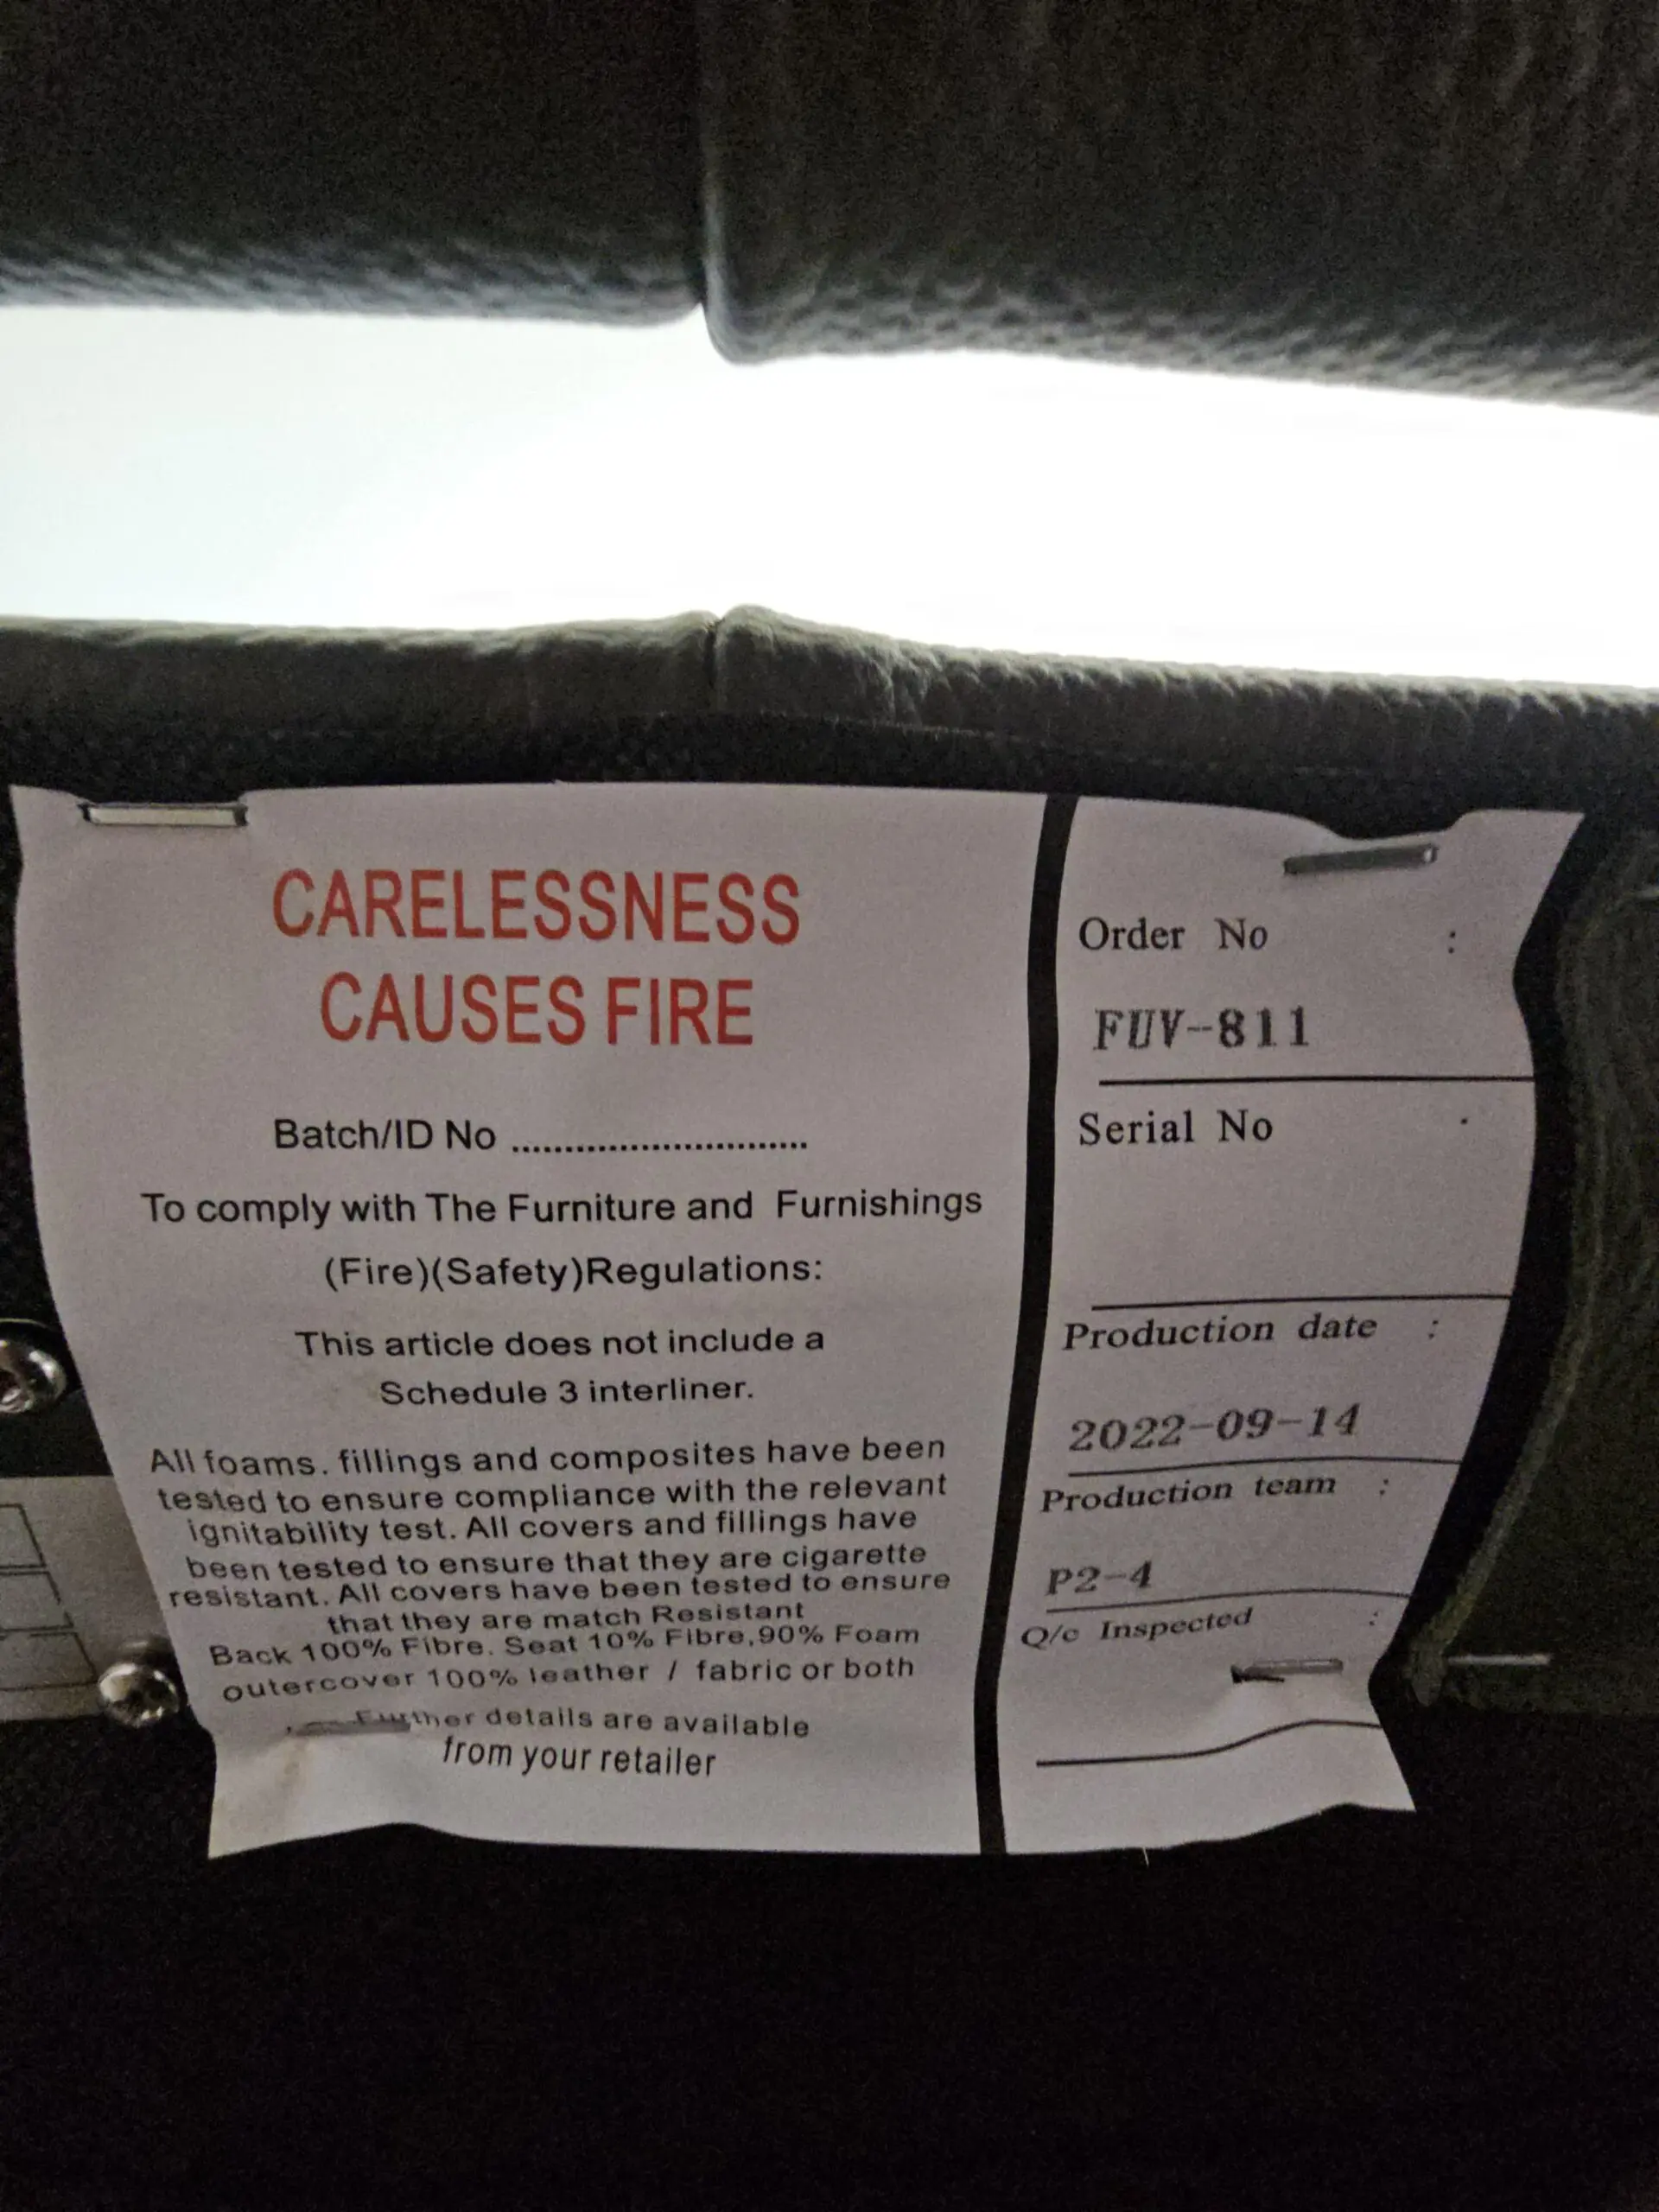 CARELESSNESS
CAUSES FIRE
Batch/ID No ............................
To comply with The Furniture and Furnishings
(Fire)(Safety)Regulations:
This article does not include a
Schedule 3 interliner.
All foams. fillings and composites have been
tested to ensure compliance with the relevant
ignitability test. All covers and fillings have
been tested to ensure that they are cigarette
resistant. All covers have been tested to ensure
that they are match Resistant
Back 100% Fibre. Seat 10% Fibre,90% Foam
outercover 100% leather / fabric or both
Further details are available
from your retailer
Order No :
FUV-811
Serial No :
Production date :
2022-09-14
Production team :
P2-4
Q/c Inspected :